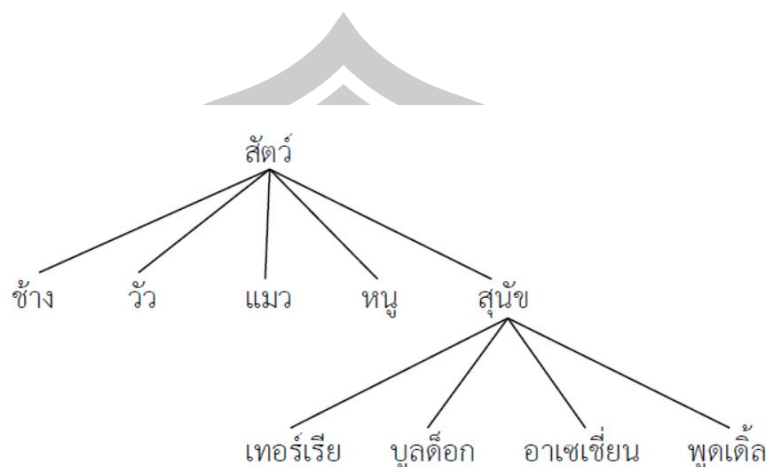 สัตว์
ช้าง วัว แมว หนู สุนัข
เทอร์เรีย บูลด็อก อาเซเชี่ยน พูดเดิ้ล